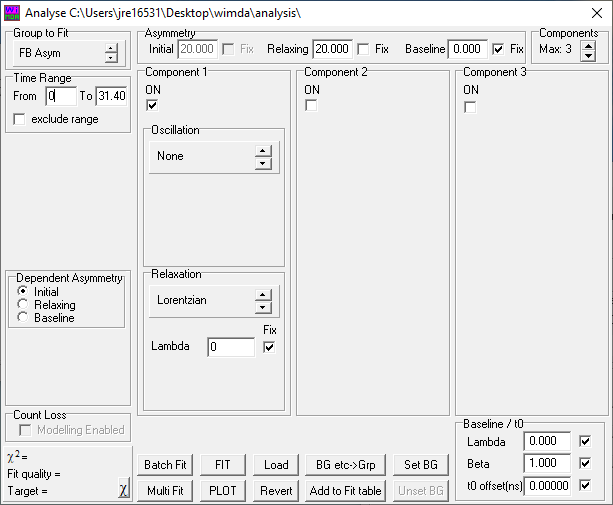 Analyse C:\Users\jre16531\Desktop\wimda\analysis\
Group to Fit
FB Asym
Asymmetry
Initial 20.000 Fix Relaxing 20.000 Fix Baseline 0.000 Fix
Components
Max: 3
Time Range
From 0 To 31.40
exclude range
Component 1
ON
Component 2
ON
Component 3
ON
Oscillation
None
Dependent Asymmetry
Initial
Relaxing
Baseline
Relaxation
Lorentzian
Fix
Lambda 0
Count Loss
Modelling Enabled
Baseline / t0
Lambda 0.000
Beta 1.000
t0 offset(ns) 0.00000
χ2=
Fit quality =
Target = χ
Batch Fit FIT Load BG etc->Grp Set BG
Multi Fit PLOT Revert Add to Fit table Unset BG